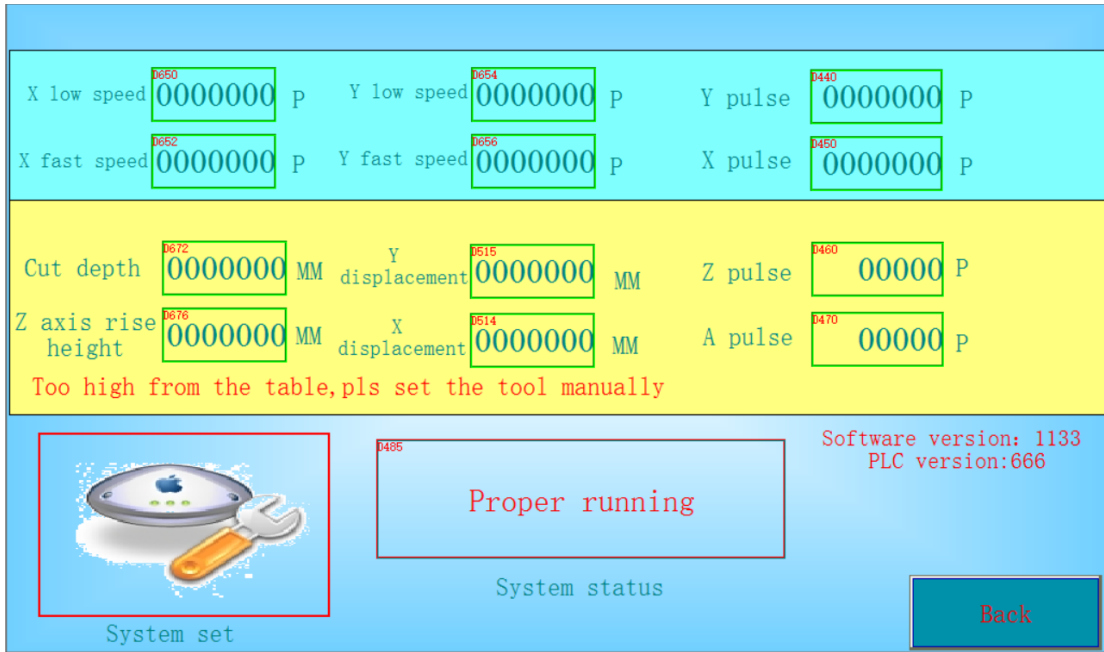 D650 D654 D440
X low speed 0000000 P Y low speed 0000000 P Y pulse 0000000 P
D652 D656 D450
X fast speed 0000000 P Y fast speed 0000000 P X pulse 0000000 P
D672 D515 D460
Cut depth 0000000 MM Y displacement 0000000 MM Z pulse 00000 P
D676 D514 D470
Z axis rise height 0000000 MM X displacement 0000000 MM A pulse 00000 P
Too high from the table,pls set the tool manually
Software version: 1133
PLC version:666
D485
Proper running
System status
System set
Back